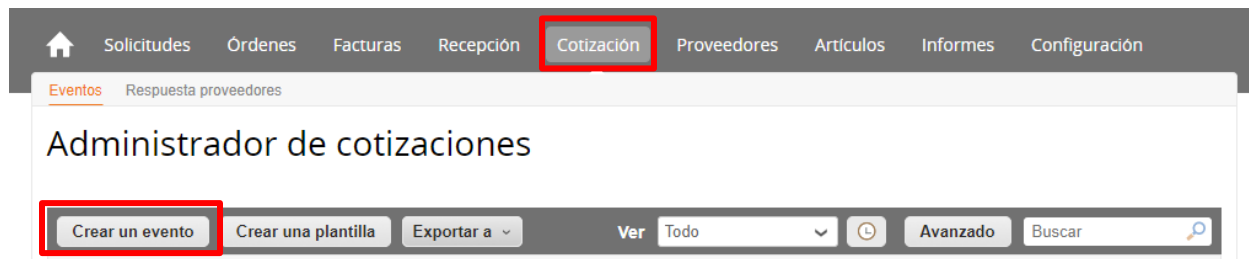 Solicitudes Órdenes Facturas Recepción Cotización Proveedores Artículos Informes Configuración
Eventos Respuesta proveedores
Administrador de cotizaciones
Crear un evento Crear una plantilla Exportar a Ver Todo Avanzado Buscar